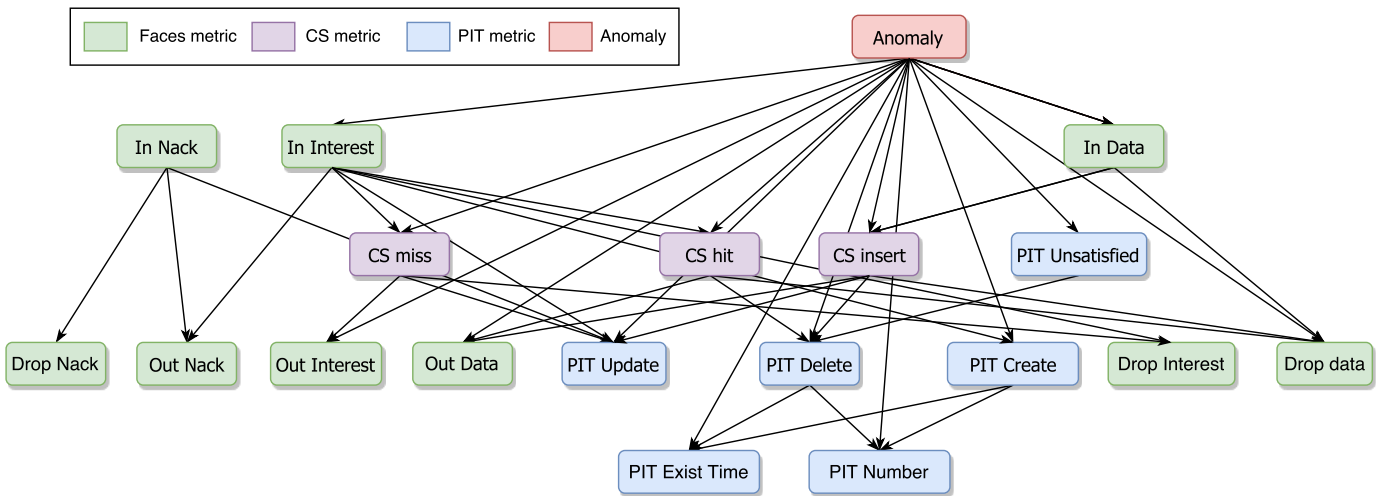 Faces metric CS metric PIT metric Anomaly
Anomaly
In Nack In Interest In Data
CS miss CS hit CS insert PIT Unsatisfied
Drop Nack Out Nack Out Interest Out Data PIT Update PIT Delete PIT Create Drop Interest Drop data
PIT Exist Time PIT Number